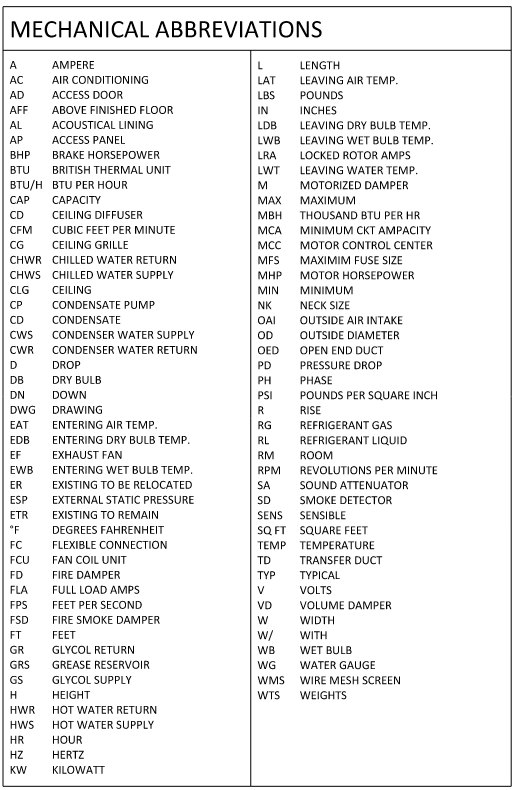 MECHANICAL ABBREVIATIONS
A AMPERE
AC AIR CONDITIONING
AD ACCESS DOOR
AFF ABOVE FINISHED FLOOR
AL ACOUSTICAL LINING
AP ACCESS PANEL
BHP BRAKE HORSEPOWER
BTU BRITISH THERMAL UNIT
BTU/H BTU PER HOUR
CAP CAPACITY
CD CEILING DIFFUSER
CFM CUBIC FEET PER MINUTE
CG CEILING GRILLE
CHWR CHILLED WATER RETURN
CHWS CHILLED WATER SUPPLY
CLG CEILING
CP CONDENSATE PUMP
CD CONDENSATE
CWS CONDENSER WATER SUPPLY
CWR CONDENSER WATER RETURN
D DROP
DB DRY BULB
DN DOWN
DWG DRAWING
EAT ENTERING AIR TEMP.
EDB ENTERING DRY BULB TEMP.
EF EXHAUST FAN
EWB ENTERING WET BULB TEMP.
ER EXISTING TO BE RELOCATED
ESP EXTERNAL STATIC PRESSURE
ETR EXISTING TO REMAIN
°F DEGREES FAHRENHEIT
FC FLEXIBLE CONNECTION
FCU FAN COIL UNIT
FD FIRE DAMPER
FLA FULL LOAD AMPS
FPS FEET PER SECOND
FSD FIRE SMOKE DAMPER
FT FEET
GR GLYCOL RETURN
GRS GREASE RESERVOIR
GS GLYCOL SUPPLY
H HEIGHT
HWR HOT WATER RETURN
HWS HOT WATER SUPPLY
HR HOUR
HZ HERTZ
KW KILOWATT
L LENGTH
LAT LEAVING AIR TEMP.
LBS POUNDS
IN INCHES
LDB LEAVING DRY BULB TEMP.
LWB LEAVING WET BULB TEMP.
LRA LOCKED ROTOR AMPS
LWT LEAVING WATER TEMP.
M MOTORIZED DAMPER
MAX MAXIMUM
MBH THOUSAND BTU PER HR
MCA MINIMUM CKT AMPACITY
MCC MOTOR CONTROL CENTER
MFS MAXIMIM FUSE SIZE
MHP MOTOR HORSEPOWER
MIN MINIMUM
NK NECK SIZE
OAI OUTSIDE AIR INTAKE
OD OUTSIDE DIAMETER
OED OPEN END DUCT
PD PRESSURE DROP
PH PHASE
PSI POUNDS PER SQUARE INCH
R RISE
RG REFRIGERANT GAS
RL REFRIGERANT LIQUID
RM ROOM
RPM REVOLUTIONS PER MINUTE
SA SOUND ATTENUATOR
SD SMOKE DETECTOR
SENS SENSIBLE
SQ FT SQUARE FEET
TEMP TEMPERATURE
TD TRANSFER DUCT
TYP TYPICAL
V VOLTS
VD VOLUME DAMPER
W WIDTH
W/ WITH
WB WET BULB
WG WATER GAUGE
WMS WIRE MESH SCREEN
WTS WEIGHTS